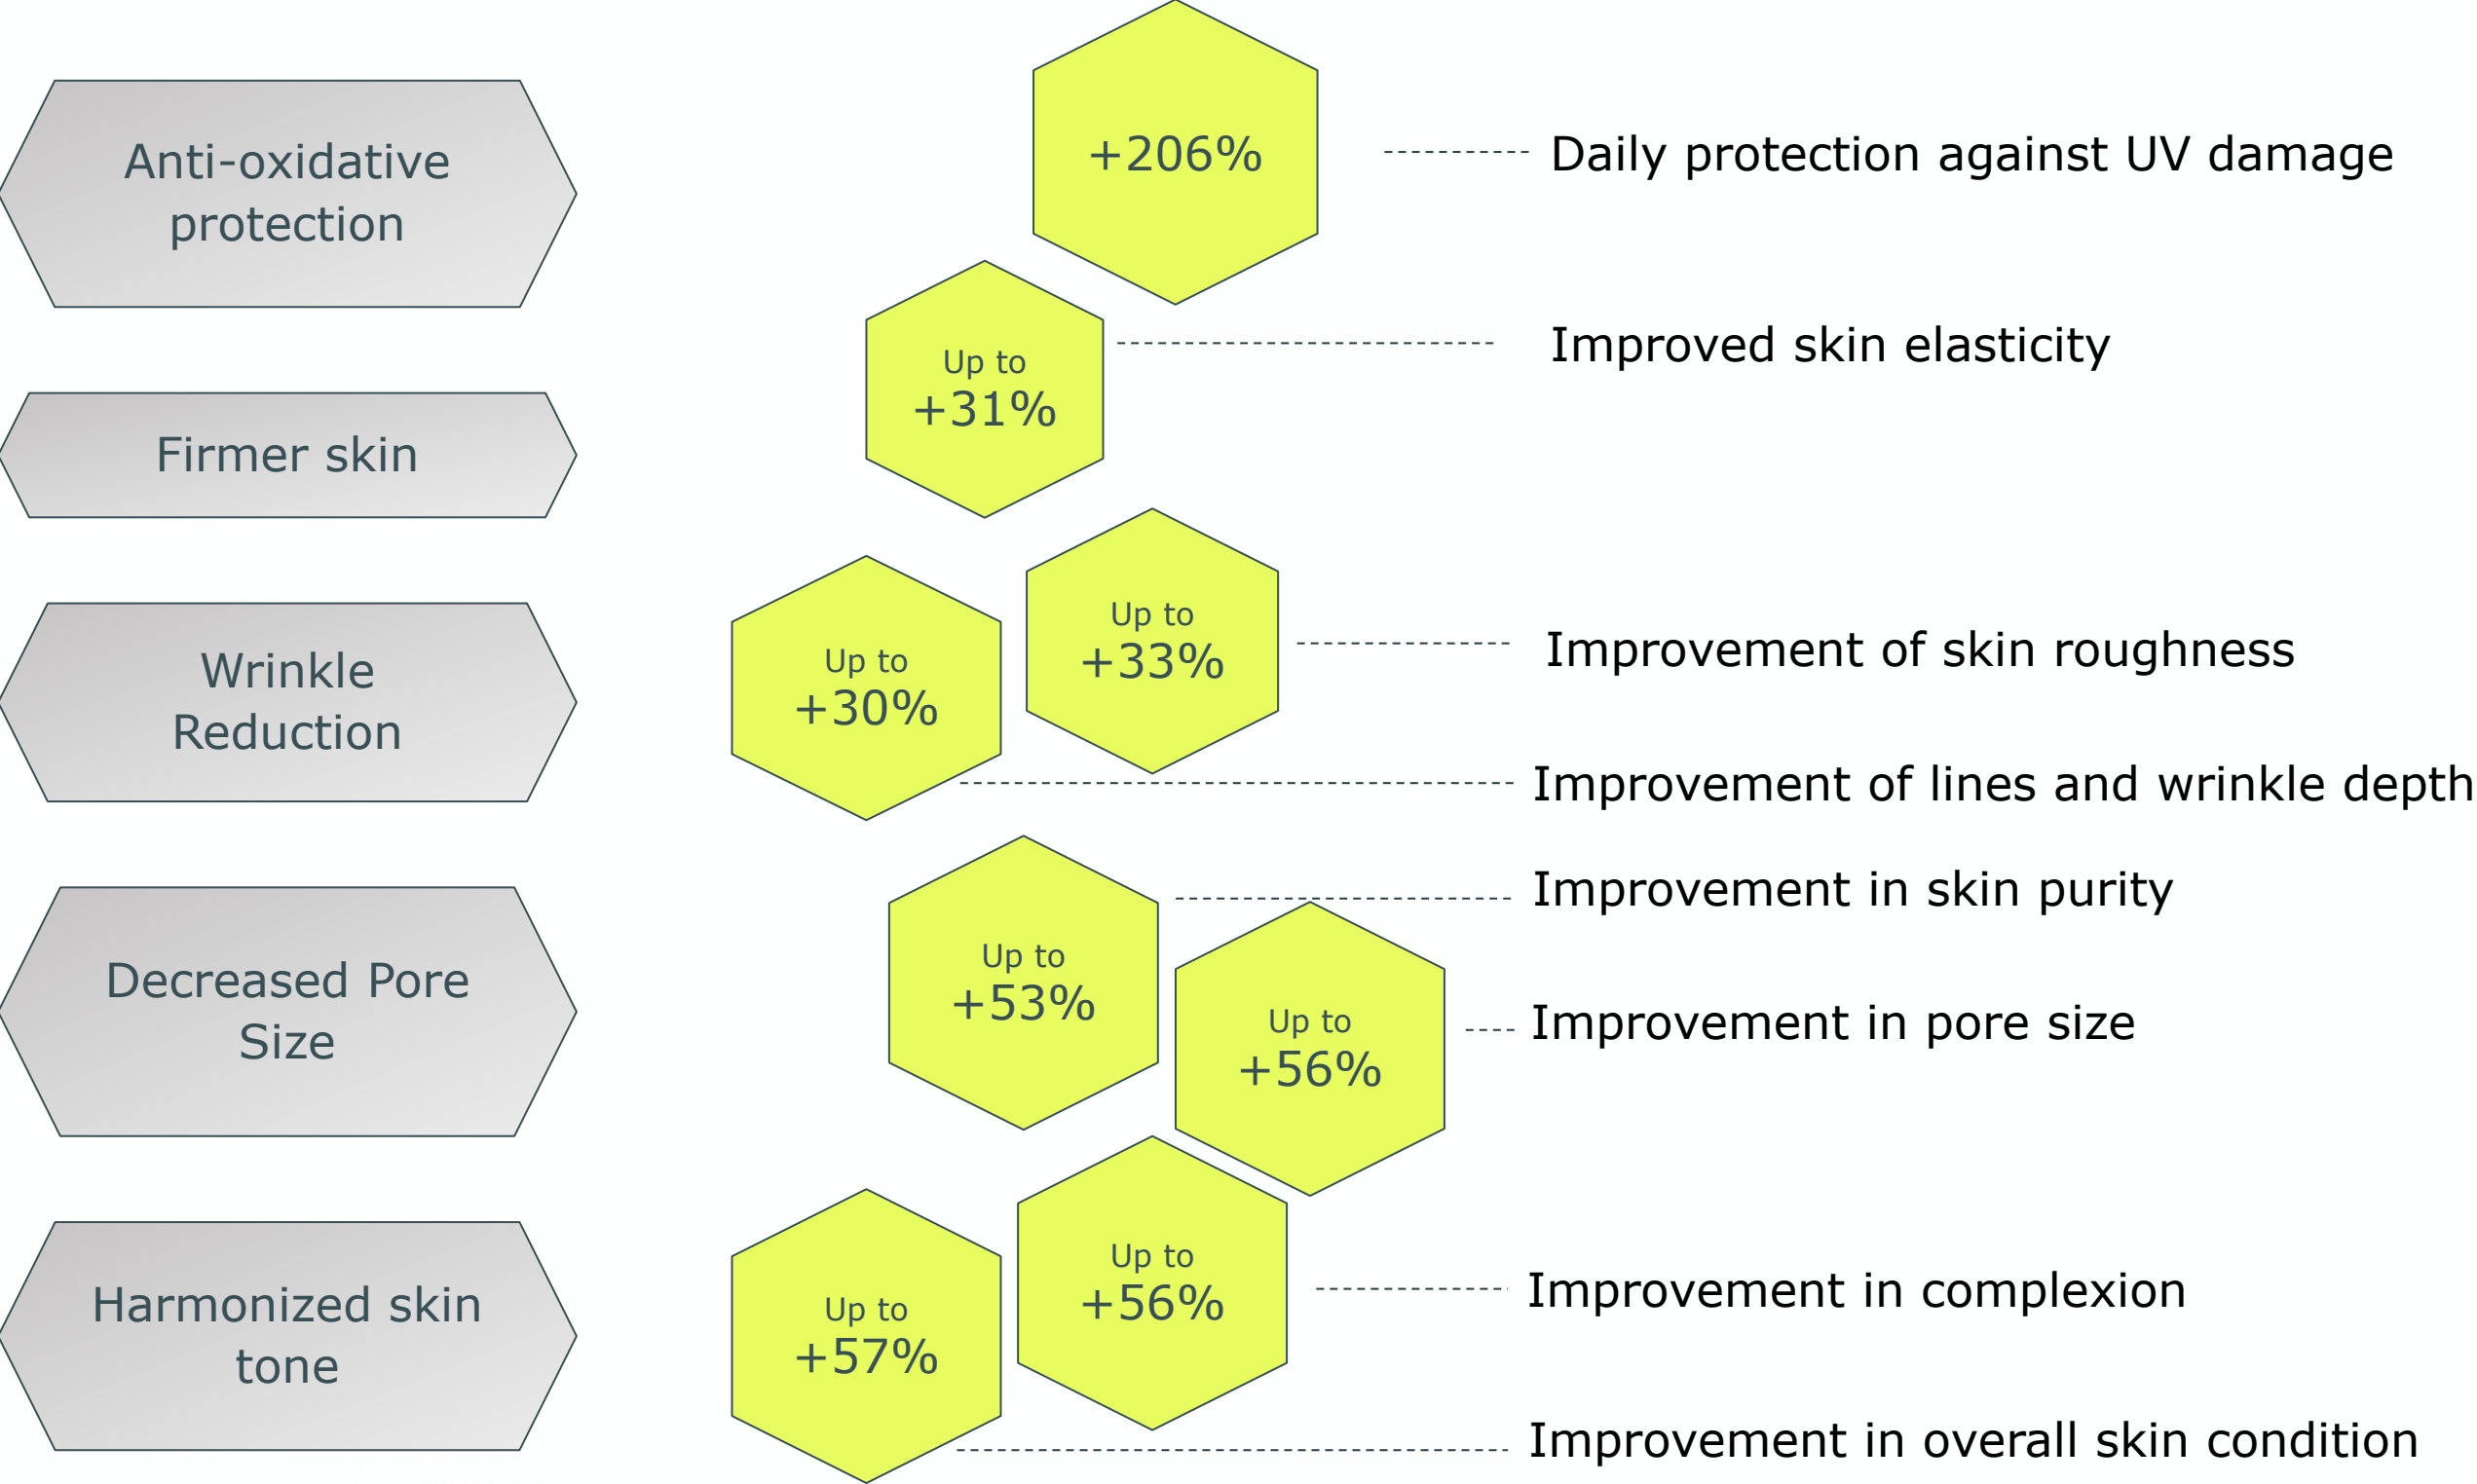 Anti-oxidative
protection
+206%
Daily protection against UV damage
Firmer skin
Up to
+31%
Improved skin elasticity
Wrinkle
Reduction
Up to
+33%
Improvement of skin roughness
Up to
+30%
Improvement of lines and wrinkle depth
Decreased Pore
Size
Up to
+53%
Improvement in skin purity
Up to
+56%
Improvement in pore size
Harmonized skin
tone
Up to
+56%
Improvement in complexion
Up to
+57%
Improvement in overall skin condition